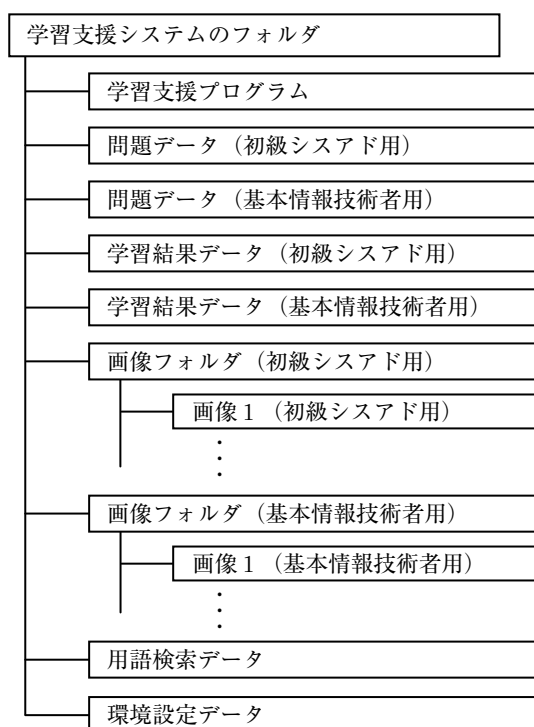 学習支援システムのフォルダ
学習支援プログラム
問題データ（初級シスアド用）
問題データ（基本情報技術者用）
学習結果データ（初級シスアド用）
学習結果データ（基本情報技術者用）
画像フォルダ（初級シスアド用）
画像１（初級シスアド用）
画像フォルダ（基本情報技術者用）
画像１（基本情報技術者用）
用語検索データ
環境設定データ